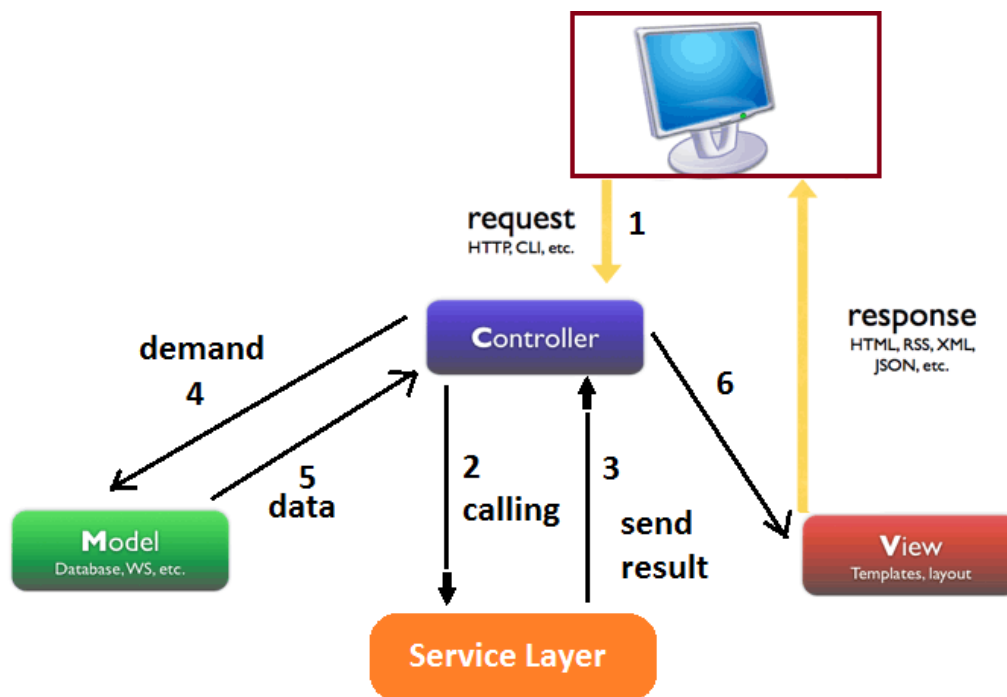 request
HTTP, CLI, etc.
1
Controller
response
HTML, RSS, XML,
JSON, etc.
demand
4
6
5
data
2
calling
3
send
result
Model
Database, WS, etc.
View
Templates, layout
Service Layer